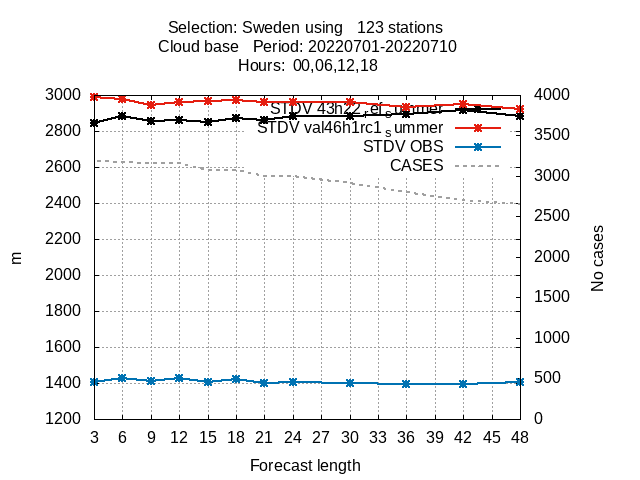 Selection: Sweden using 123 stations
Cloud base Period: 20220701-20220710
Hours: 00,06,12,18
3000
2800
2600
2400
2200
2000
1800
1600
1400
1200
m
4000
3500
3000
2500
2000
1500
1000
500
0
No cases
STDV 43h22_ref_summer
STDV val46h1rc1_summer
STDV OBS
CASES
3 6 9 12 15 18 21 24 27 30 33 36 39 42 45 48
Forecast length